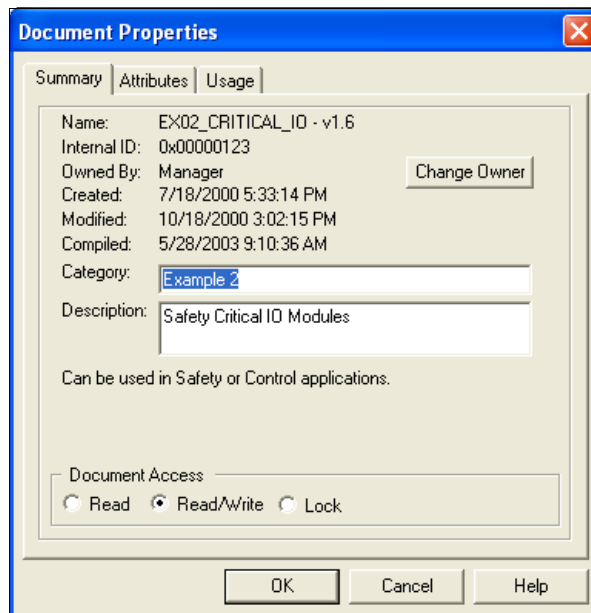 Document Properties
Summary Attributes Usage
Name: EX02_CRITICAL_IO - v1.6
Internal ID: 0x00000123
Owned By: Manager
Change Owner
Created: 7/18/2000 5:33:14 PM
Modified: 10/18/2000 3:02:15 PM
Compiled: 5/28/2003 9:10:36 AM
Category: Example 2
Description: Safety Critical IO Modules
Can be used in Safety or Control applications.
Document Access
Read Read/Write Lock
OK Cancel Help